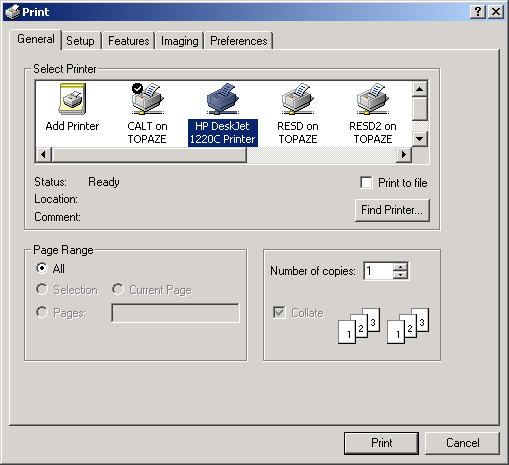 Print
General Setup Features Imaging Preferences
Select Printer
Add Printer
CALT on
TOPAZE
HP DeskJet
1220C Printer
RESD on
TOPAZE
RESD2 on
TOPAZE
Status: Ready
Print to file
Location:
Comment:
Find Printer...
Page Range
All
Selection Current Page
Pages:
Number of copies: 1
Collate
1 2 3 1 2 3
Print Cancel